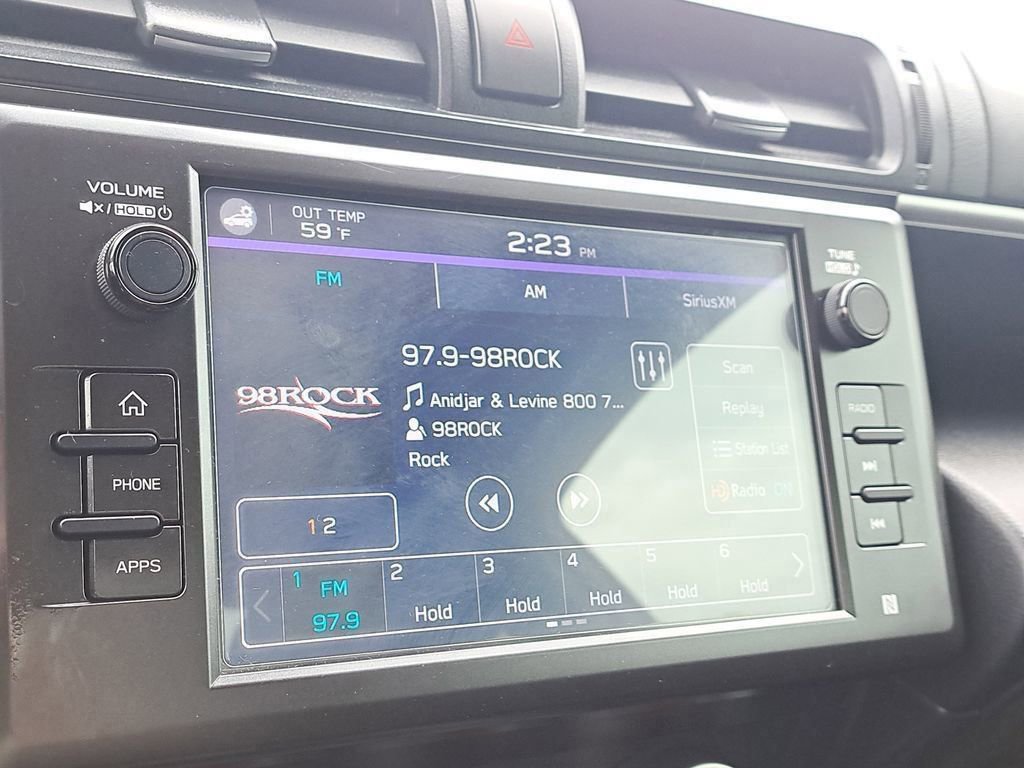 VOLUME
/ HOLD
OUT TEMP
59 °F
2:23 PM
TUNE
FM
AM
SiriusXM
97.9-98ROCK
98ROCK
Anidjar & Levine 800 7...
98ROCK
Rock
Scan
Replay
Station List
HD Radio ON
PHONE
APPS
RADIO
1 2
1
FM
97.9
2
Hold
3
Hold
4
Hold
5
Hold
6
Hold
N